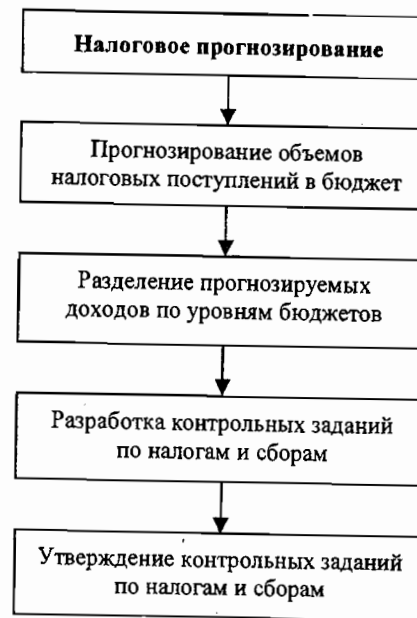 Налоговое прогнозирование
Прогнозирование объемов
налоговых поступлений в бюджет
Разделение прогнозируемых
доходов по уровням бюджетов
Разработка контрольных заданий
по налогам и сборам
Утверждение контрольных заданий
по налогам и сборам